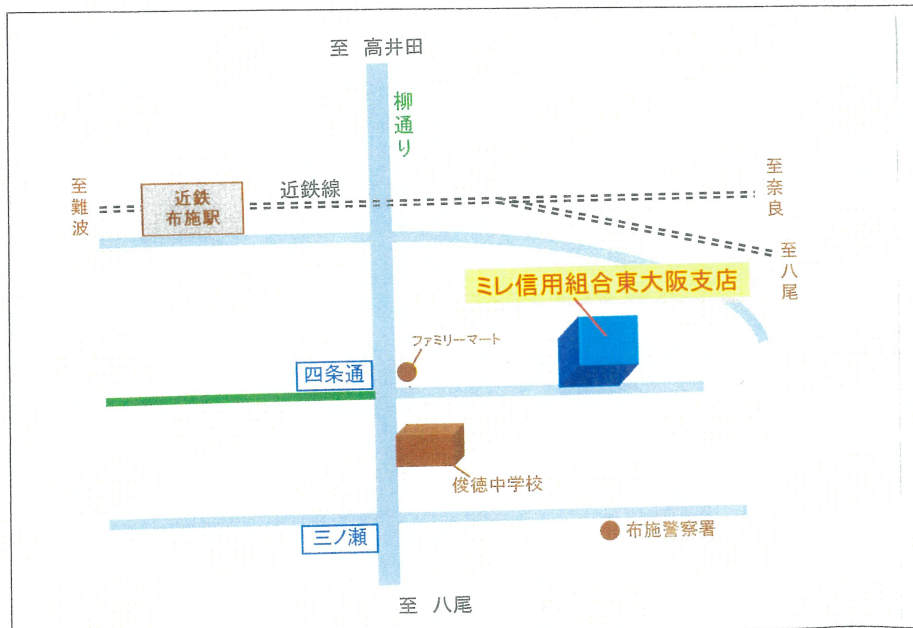 至 高井田
柳通り
至難波
近鉄
布施駅
近鉄線
至奈良
至八尾
ミレ信用組合東大阪支店
ファミリーマート
四条通
俊徳中学校
三ノ瀬
布施警察署
至 八尾